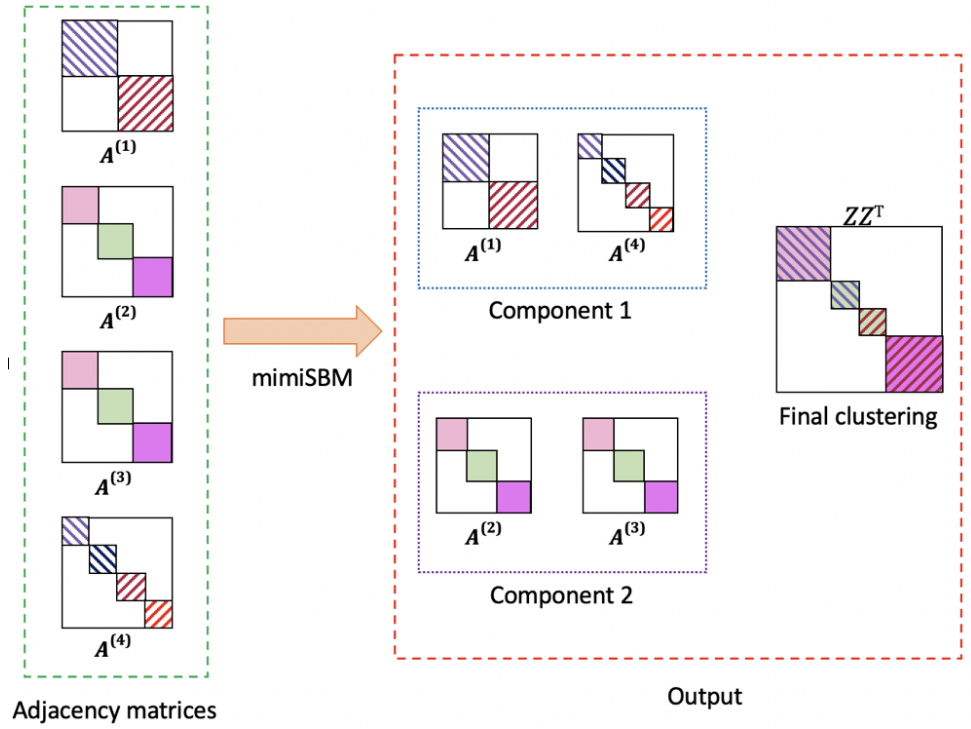 A(1)
A(2)
A(3)
A(4)
Adjacency matrices
mimiSBM
A(1) A(4)
Component 1
A(2) A(3)
Component 2
ZZᵀ
Final clustering
Output